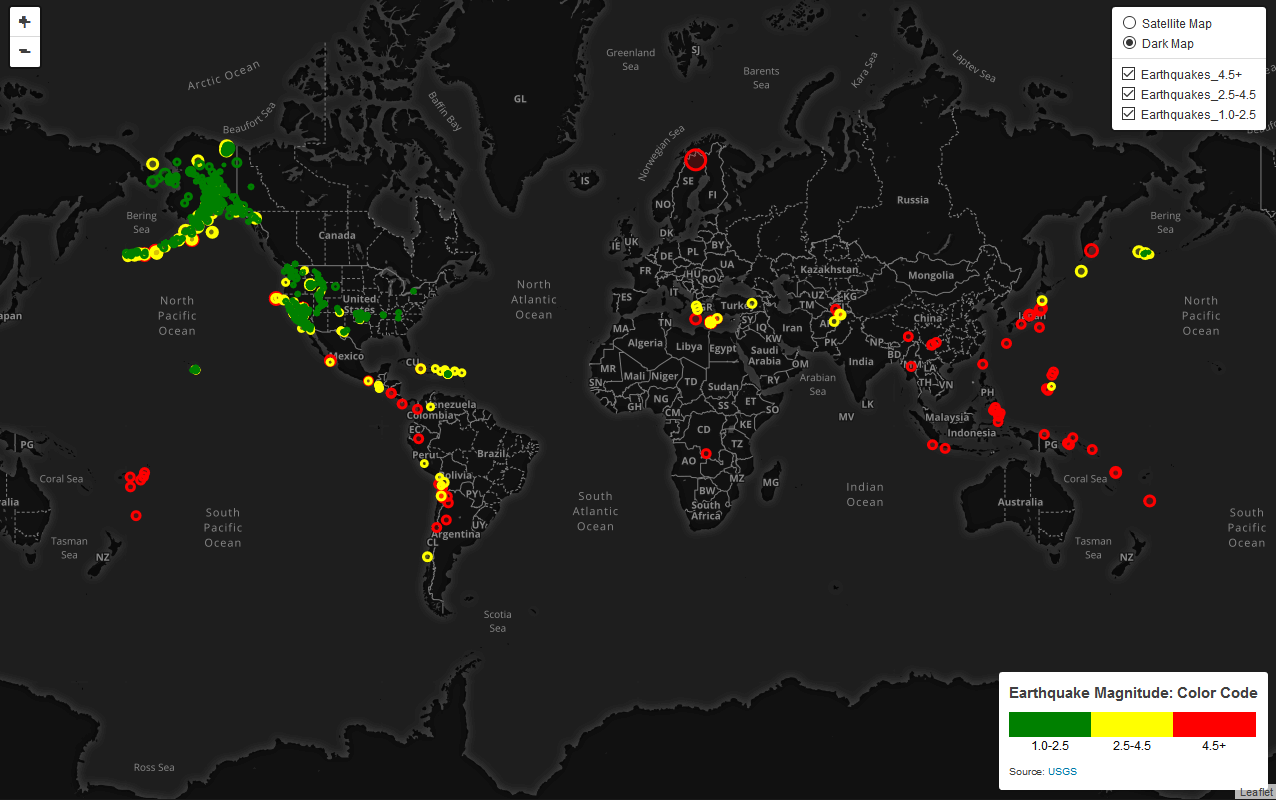 +
−
Satellite Map
Dark Map
Earthquakes_4.5+
Earthquakes_2.5-4.5
Earthquakes_1.0-2.5
Arctic Ocean
Beaufort Sea
Baffin Bay
Greenland
Sea
SJ
Barents
Sea
Kara Sea
Laptev Sea
GL
Norwegian Sea
IS
SE
NO
FI
Russia
Bering
Sea
Canada
Bering
Sea
IE
UK
DK
DE
PL
BY
FR
HU
UA
RO
IT
Kazakhstan
Mongolia
North
Pacific
Ocean
apan
United
States
North
Atlantic
Ocean
ES
GR
Turkey
UZ
KG
TM
China
Japan
North
Pacific
Ocean
MA
TN
SY
IQ
Iran
AF
PK
NP
KW
Algeria
Libya
Egypt
Saudi
Arabia
India
BD
MM
LA
Mexico
CU
MR
Mali
Niger
TD
Sudan
OM
RY
Arabian
Sea
TH
VN
PH
SN
Venezuela
Colombia
GH
NG
CM
SS
ET
SO
LK
MV
Malaysia
EC
CD
KE
TZ
Indonesia
PG
Peru
Brazil
AO
PG
Coral Sea
Bolivia
MZ
MG
Coral Sea
ralia
PY
BW
Indian
Ocean
Australia
South
Pacific
Ocean
South
Atlantic
Ocean
South
Africa
South
Pacific
Ocean
UY
Argentina
CL
Tasman
Sea
NZ
Tasman
Sea
NZ
Scotia
Sea
Ross Sea
Earthquake Magnitude: Color Code
1.0-2.5
2.5-4.5
4.5+
Source: USGS
Leaflet